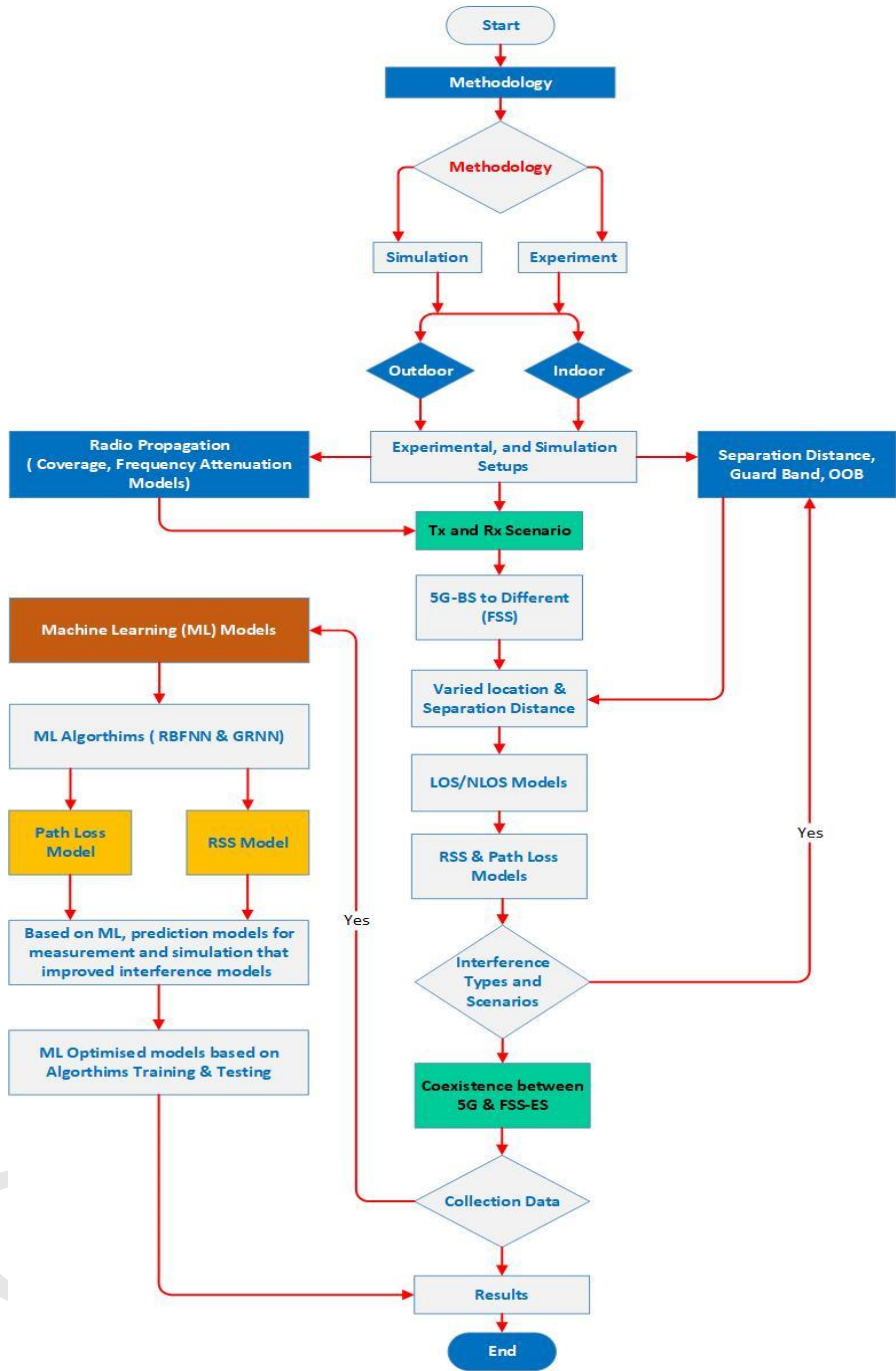 Start
Methodology
Methodology
Simulation
Experiment
Outdoor
Indoor
Radio Propagation
( Coverage, Frequency Attenuation
Models)
Experimental, and Simulation
Setups
Separation Distance,
Guard Band, OOB
Tx and Rx Scenario
5G-BS to Different
(FSS)
Machine Learning (ML) Models
Varied location &
Separation Distance
ML Algorthims ( RBFNN & GRNN)
LOS/NLOS Models
Path Loss
Model
RSS Model
RSS & Path Loss
Models
Yes
Yes
Based on ML, prediction models for
measurement and simulation that
improved interference models
Interference
Types and
Scenarios
ML Optimised models based on
Algorthims Training & Testing
Coexistence between
5G & FSS-ES
Collection Data
Results
End